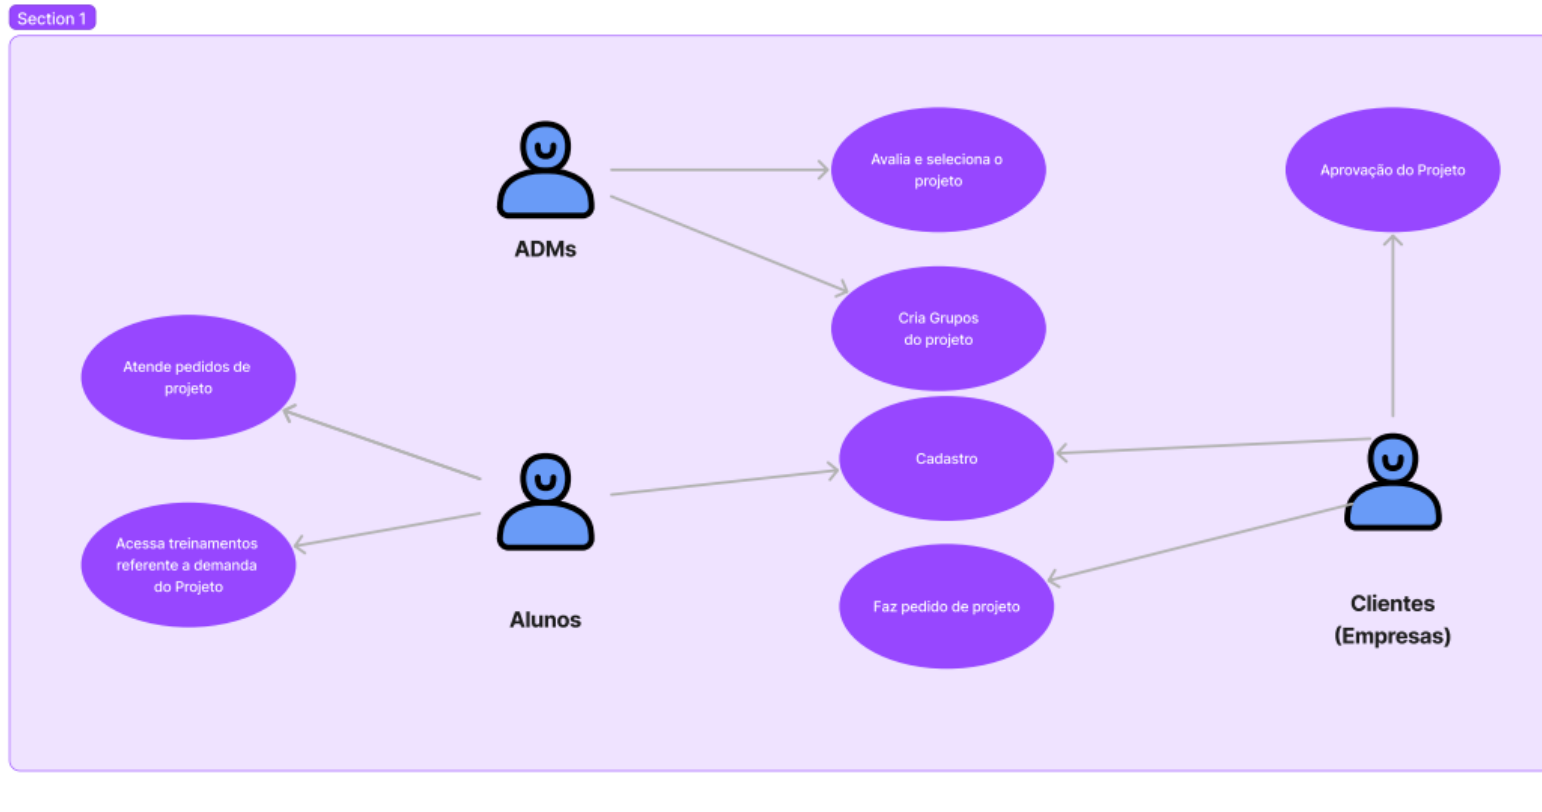 Section 1
Avalia e seleciona o
projeto
Aprovação do Projeto
ADMs
Cria Grupos
do projeto
Atende pedidos de
projeto
Cadastro
Acessa treinamentos
referente a demanda
do Projeto
Alunos
Faz pedido de projeto
Clientes
(Empresas)